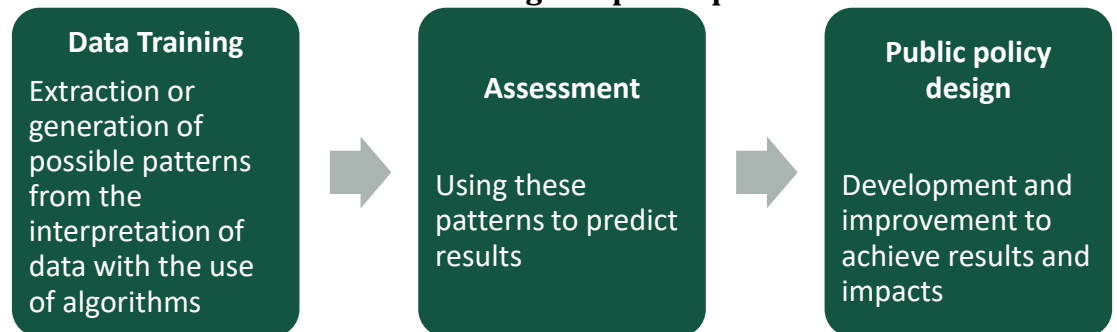 Data Training
Extraction or
generation of
possible patterns
from the
interpretation of
data with the use
of algorithms
Assessment
Using these
patterns to predict
results
Public policy
design
Development and
improvement to
achieve results and
impacts